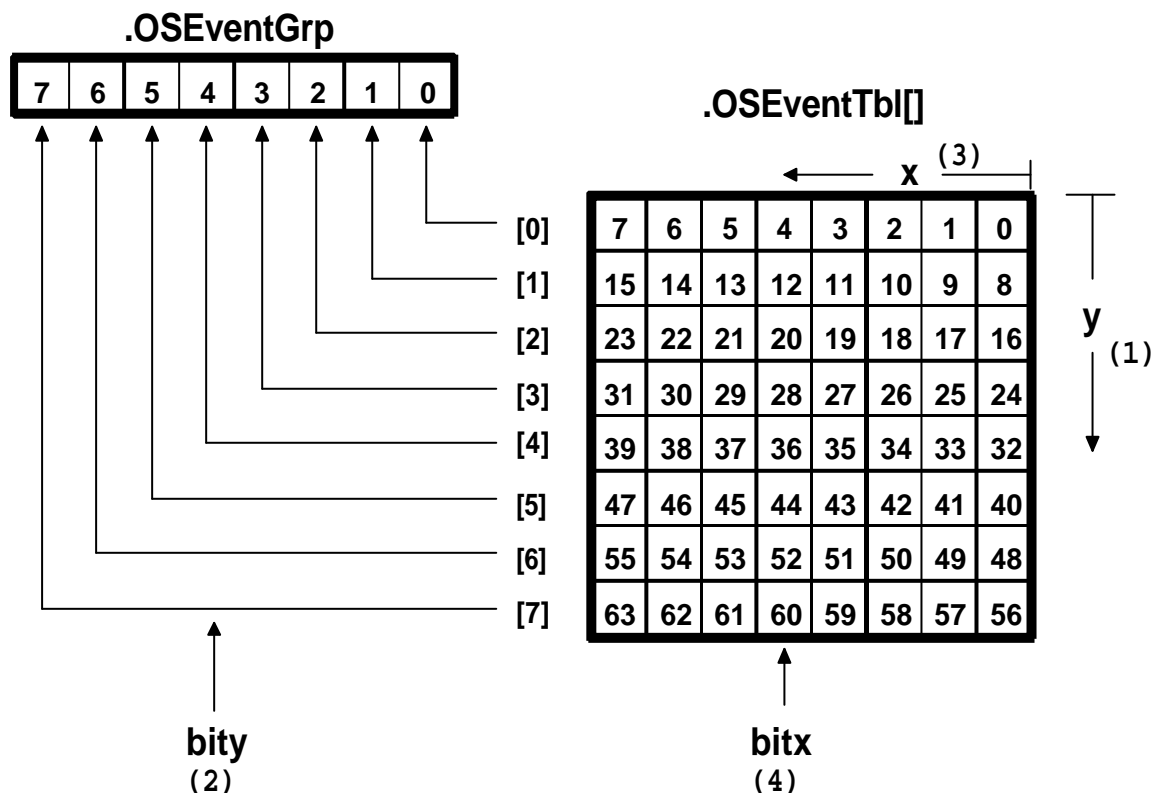 .OSEventGrp
7 6 5 4 3 2 1 0
.OSEventTbl[]
x (3)
[0] 7 6 5 4 3 2 1 0
[1] 15 14 13 12 11 10 9 8
[2] 23 22 21 20 19 18 17 16
y
(1)
[3] 31 30 29 28 27 26 25 24
[4] 39 38 37 36 35 34 33 32
[5] 47 46 45 44 43 42 41 40
[6] 55 54 53 52 51 50 49 48
[7] 63 62 61 60 59 58 57 56
bity
(2)
bitx
(4)